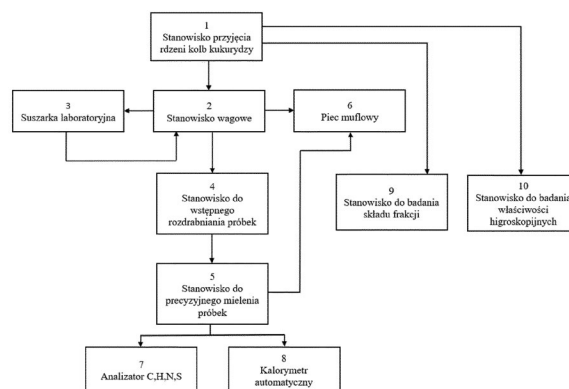 1
Stanowisko przyjęcia
rdzeni kolb kukurydzy
3
Suszarka laboratoryjna
2
Stanowisko wagowe
6
Piec muflowy
4
Stanowisko do
wstępnego
rozdrabniania próbek
9
Stanowisko do badania
składu frakcji
10
Stanowisko do badania
właściwości
higroskopijnych
5
Stanowisko do
precyzyjnego mielenia
próbek
7
Analizator C,H,N,S
8
Kalorymetr
automatyczny